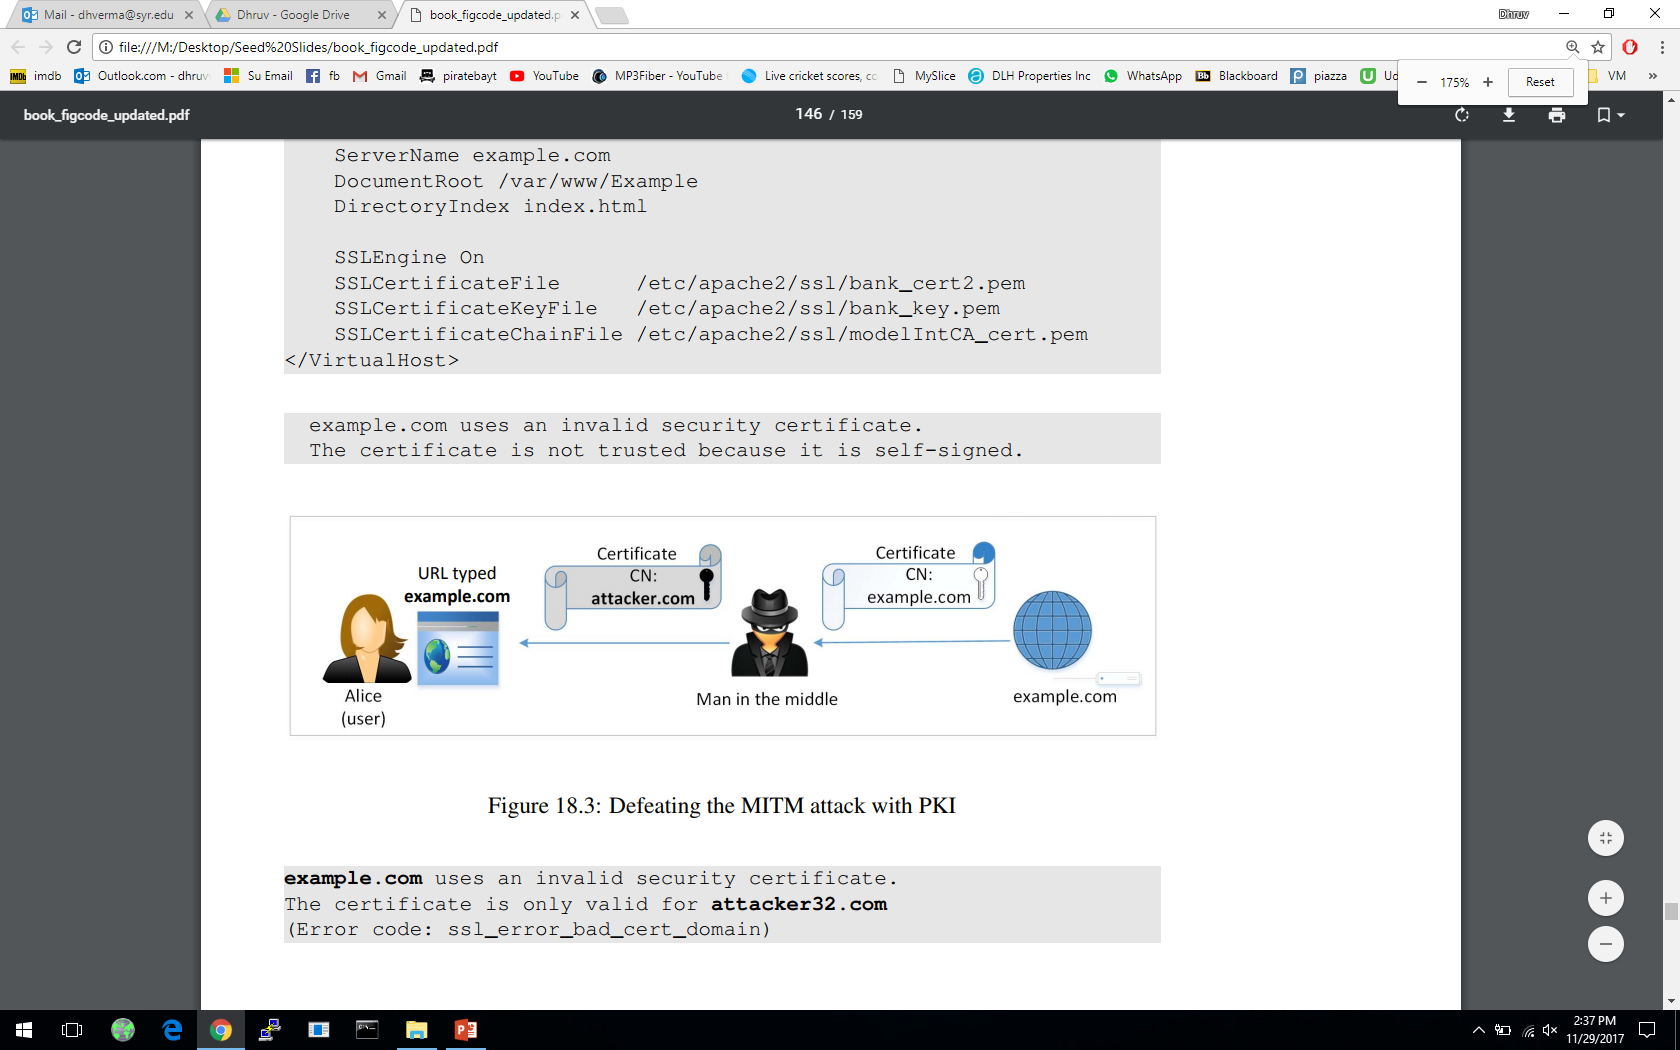 Mail - dhverma@syr.edu
Dhruv - Google Drive
book_figcode_updated.p
Dhruv
file:///M:/Desktop/Seed%20Slides/book_figcode_updated.pdf
IMDb imdb Outlook.com - dhruv Su Email fb Gmail piratebayt YouTube MP3Fiber - YouTube Live cricket scores, co MySlice DLH Properties Inc WhatsApp Bb Blackboard piazza Ud VM »
− 175% + Reset
book_figcode_updated.pdf
146 / 159
ServerName example.com
DocumentRoot /var/www/Example
DirectoryIndex index.html
SSLEngine On
SSLCertificateFile /etc/apache2/ssl/bank_cert2.pem
SSLCertificateKeyFile /etc/apache2/ssl/bank_key.pem
SSLCertificateChainFile /etc/apache2/ssl/modelIntCA_cert.pem
</VirtualHost>
example.com uses an invalid security certificate.
The certificate is not trusted because it is self-signed.
URL typed
example.com
Alice
(user)
Certificate
CN:
attacker.com
Man in the middle
Certificate
CN:
example.com
example.com
Figure 18.3: Defeating the MITM attack with PKI
example.com uses an invalid security certificate.
The certificate is only valid for attacker32.com
(Error code: ssl_error_bad_cert_domain)
2:37 PM
11/29/2017